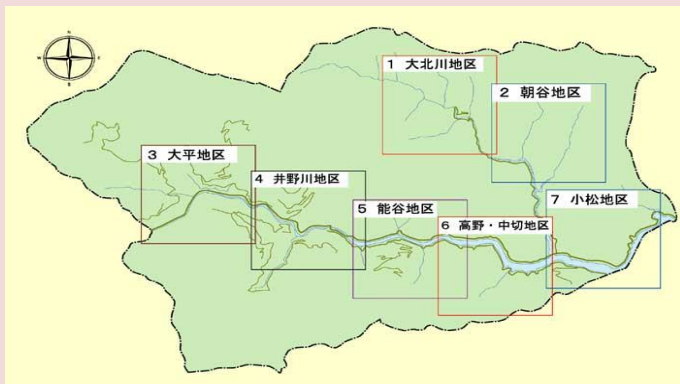 N
W E
S
1 大北川地区
2 朝谷地区
3 大平地区
4 井野川地区
5 能谷地区
6 高野・中切地区
7 小松地区